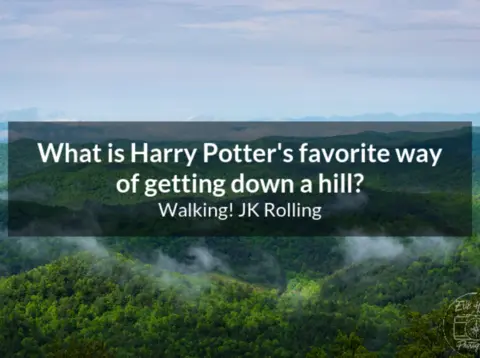 What is Harry Potter's favorite way
of getting down a hill?
Walking! JK Rolling